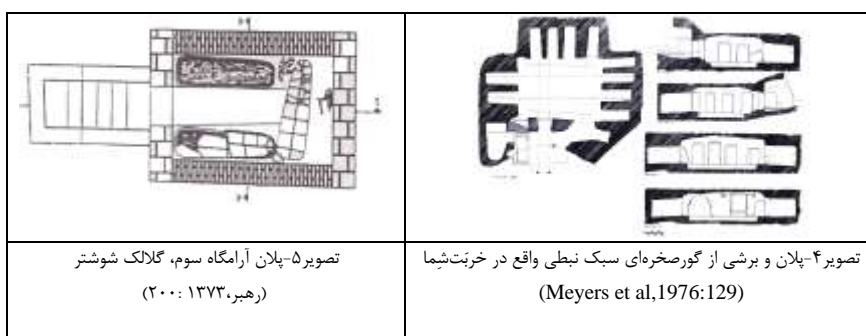 تصویر۴-پلان و برشی از گورصخره‌ای سبک نبطی واقع در خربَت‌شِما
(Meyers et al,1976:129)
تصویر۵-پلان آرامگاه سوم، گلالک شوشتر
(رهبر،۱۳۷۳ :۲۰۰)